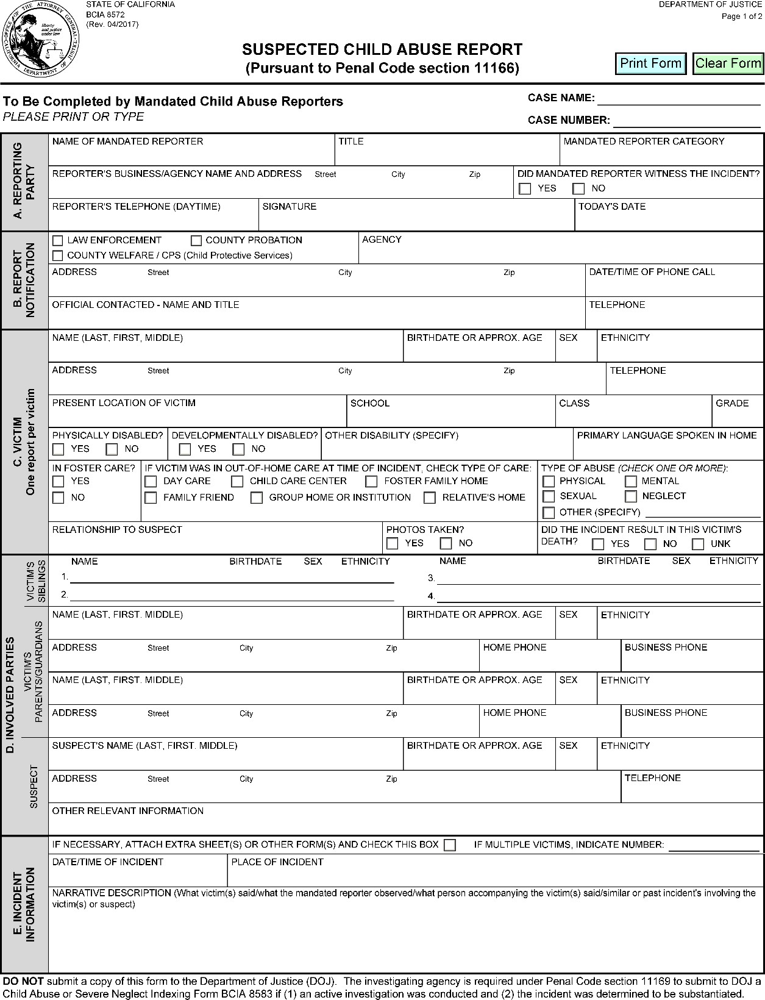 STATE OF CALIFORNIA
BCIA 8572
(Rev. 04/2017)
DEPARTMENT OF JUSTICE
Page 1 of 2
OFFICE OF THE ATTORNEY GENERAL
CALIFORNIA DEPARTMENT OF JUSTICE
liberty
and justice
under law
SUSPECTED CHILD ABUSE REPORT
(Pursuant to Penal Code section 11166)
Print Form Clear Form
To Be Completed by Mandated Child Abuse Reporters
PLEASE PRINT OR TYPE
CASE NAME:
CASE NUMBER:
A. REPORTING
PARTY
NAME OF MANDATED REPORTER TITLE MANDATED REPORTER CATEGORY
REPORTER'S BUSINESS/AGENCY NAME AND ADDRESS Street City Zip DID MANDATED REPORTER WITNESS THE INCIDENT?
YES NO
REPORTER'S TELEPHONE (DAYTIME) SIGNATURE TODAY'S DATE
B. REPORT
NOTIFICATION
LAW ENFORCEMENT COUNTY PROBATION AGENCY
COUNTY WELFARE / CPS (Child Protective Services)
ADDRESS Street City Zip DATE/TIME OF PHONE CALL
OFFICIAL CONTACTED - NAME AND TITLE TELEPHONE
C. VICTIM
One report per victim
NAME (LAST, FIRST, MIDDLE) BIRTHDATE OR APPROX. AGE SEX ETHNICITY
ADDRESS Street City Zip TELEPHONE
PRESENT LOCATION OF VICTIM SCHOOL CLASS GRADE
PHYSICALLY DISABLED? DEVELOPMENTALLY DISABLED? OTHER DISABILITY (SPECIFY) PRIMARY LANGUAGE SPOKEN IN HOME
YES NO YES NO
IN FOSTER CARE? IF VICTIM WAS IN OUT-OF-HOME CARE AT TIME OF INCIDENT, CHECK TYPE OF CARE: TYPE OF ABUSE (CHECK ONE OR MORE):
YES DAY CARE CHILD CARE CENTER FOSTER FAMILY HOME PHYSICAL MENTAL
NO FAMILY FRIEND GROUP HOME OR INSTITUTION RELATIVE'S HOME SEXUAL NEGLECT
OTHER (SPECIFY)
RELATIONSHIP TO SUSPECT PHOTOS TAKEN? DID THE INCIDENT RESULT IN THIS VICTIM'S
YES NO DEATH? YES NO UNK
D. INVOLVED PARTIES
VICTIM'S
SIBLINGS
NAME BIRTHDATE SEX ETHNICITY NAME BIRTHDATE SEX ETHNICITY
1. 3.
2. 4.
VICTIM'S
PARENTS/GUARDIANS
NAME (LAST, FIRST. MIDDLE) BIRTHDATE OR APPROX. AGE SEX ETHNICITY
ADDRESS Street City Zip HOME PHONE BUSINESS PHONE
NAME (LAST, FIRST. MIDDLE) BIRTHDATE OR APPROX. AGE SEX ETHNICITY
ADDRESS Street City Zip HOME PHONE BUSINESS PHONE
SUSPECT
SUSPECT'S NAME (LAST, FIRST. MIDDLE) BIRTHDATE OR APPROX. AGE SEX ETHNICITY
ADDRESS Street City Zip TELEPHONE
OTHER RELEVANT INFORMATION
E. INCIDENT
INFORMATION
IF NECESSARY, ATTACH EXTRA SHEET(S) OR OTHER FORM(S) AND CHECK THIS BOX IF MULTIPLE VICTIMS, INDICATE NUMBER:
DATE/TIME OF INCIDENT PLACE OF INCIDENT
NARRATIVE DESCRIPTION (What victim(s) said/what the mandated reporter observed/what person accompanying the victim(s) said/similar or past incident's involving the
victim(s) or suspect)
DO NOT submit a copy of this form to the Department of Justice (DOJ). The investigating agency is required under Penal Code section 11169 to submit to DOJ a
Child Abuse or Severe Neglect Indexing Form BCIA 8583 if (1) an active investigation was conducted and (2) the incident was determined to be substantiated.